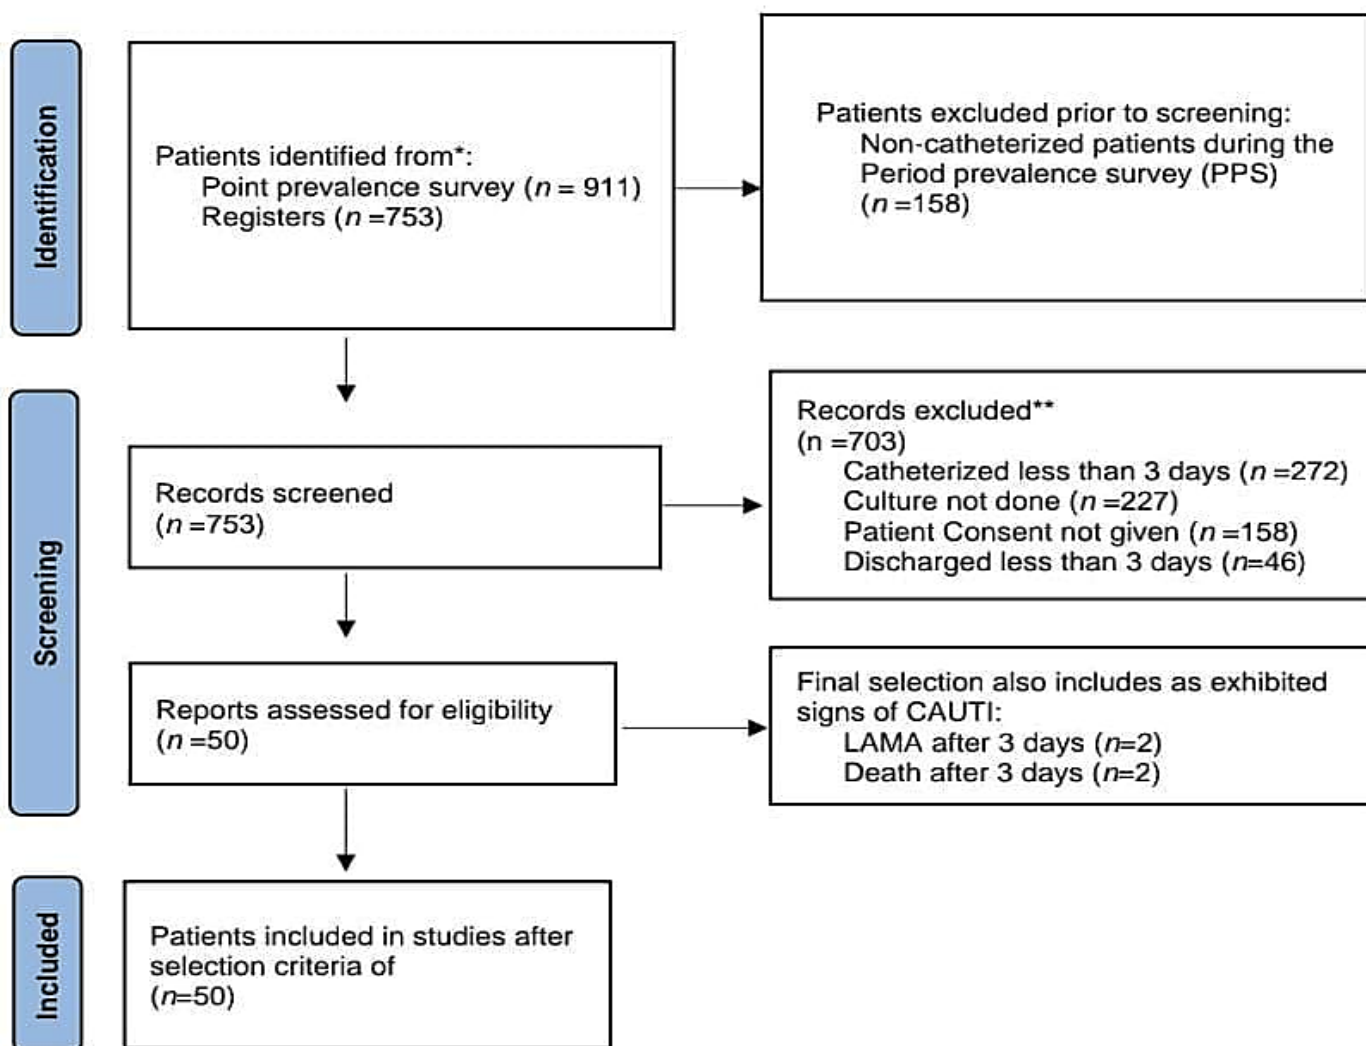 Identification
Patients identified from*:
Point prevalence survey (n = 911)
Registers (n =753)
Patients excluded prior to screening:
Non-catheterized patients during the
Period prevalence survey (PPS)
(n =158)
Screening
Records screened
(n =753)
Records excluded**
(n =703)
Catheterized less than 3 days (n =272)
Culture not done (n =227)
Patient Consent not given (n =158)
Discharged less than 3 days (n=46)
Reports assessed for eligibility
(n =50)
Final selection also includes as exhibited
signs of CAUTI:
LAMA after 3 days (n=2)
Death after 3 days (n=2)
Included
Patients included in studies after
selection criteria of
(n=50)